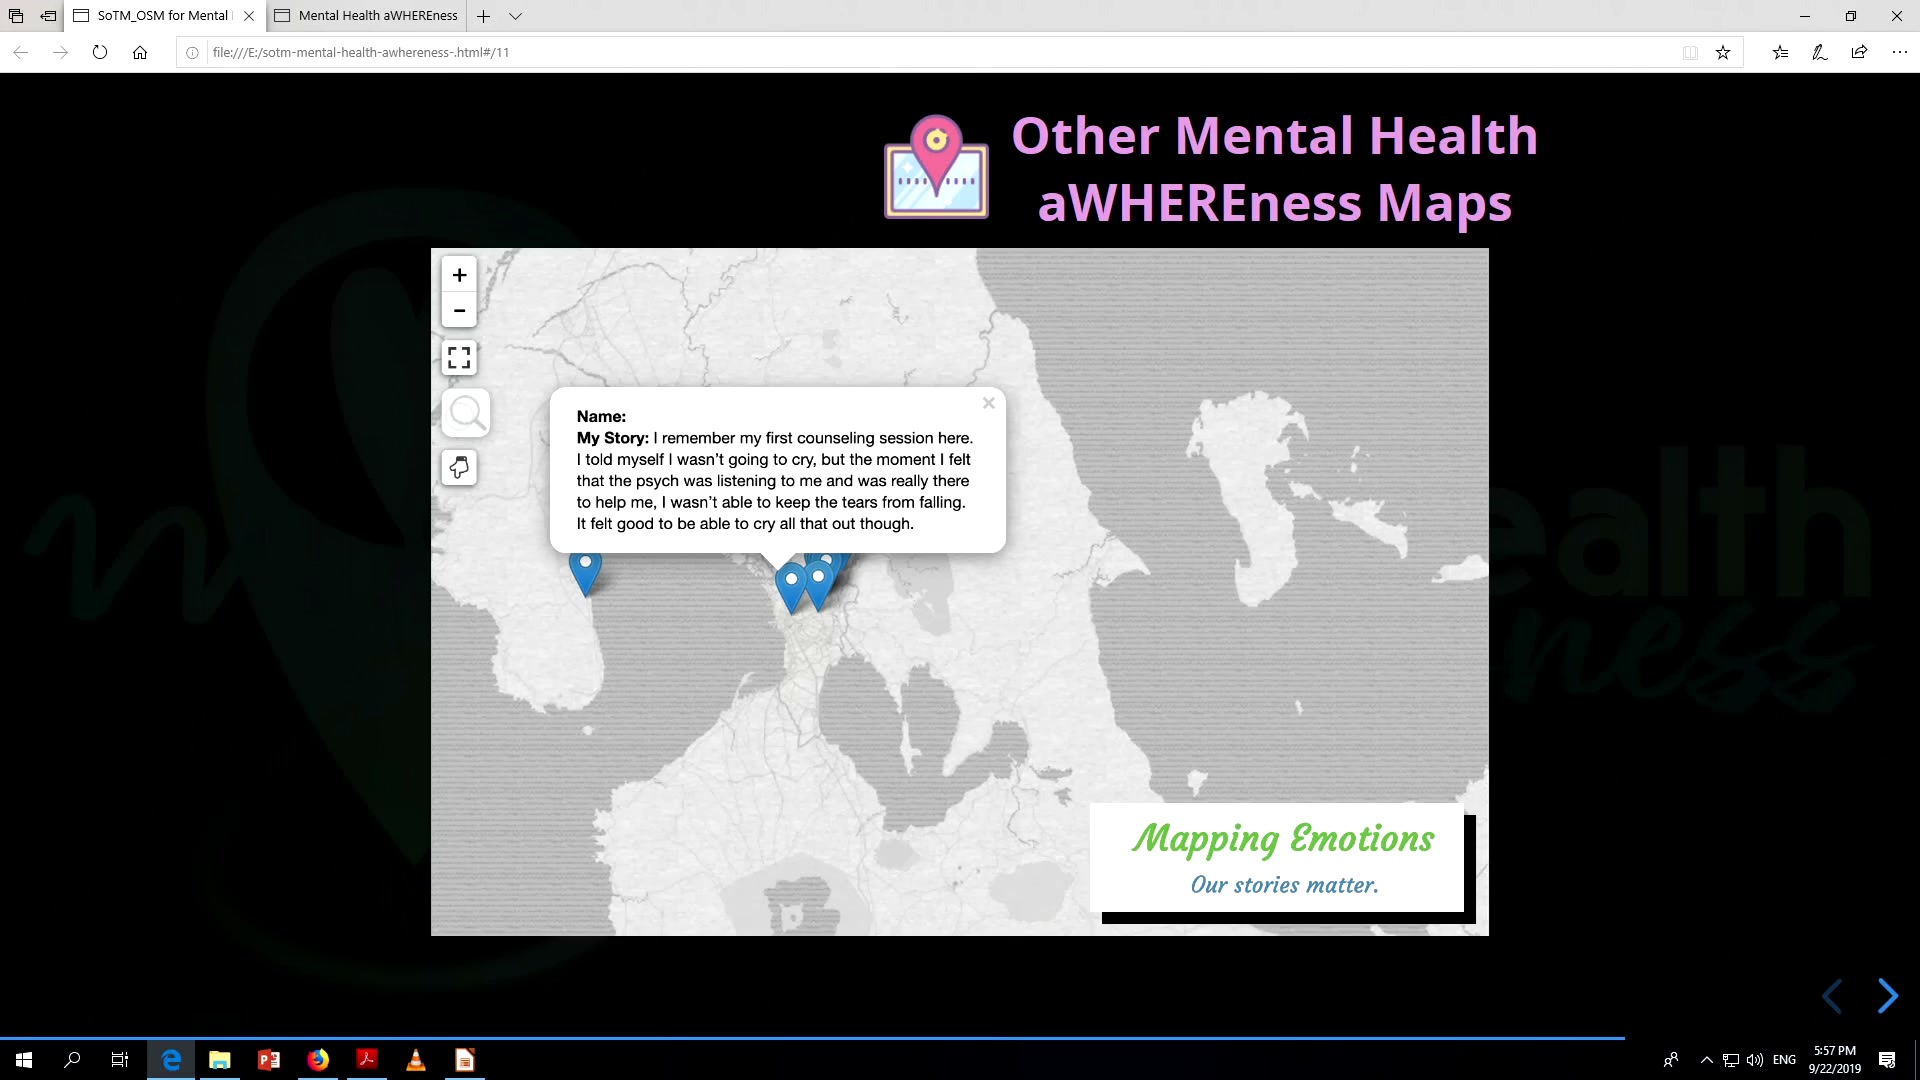 SoTM_OSM for Mental
Mental Health aWHEREness
file:///E:/sotm-mental-health-awhereness-.html#/11
Other Mental Health
aWHEREness Maps
+
-
Name:
My Story: I remember my first counseling session here.
I told myself I wasn't going to cry, but the moment I felt
that the psych was listening to me and was really there
to help me, I wasn't able to keep the tears from falling.
It felt good to be able to cry all that out though.
Mapping Emotions
Our stories matter.
ENG
5:57 PM
9/22/2019